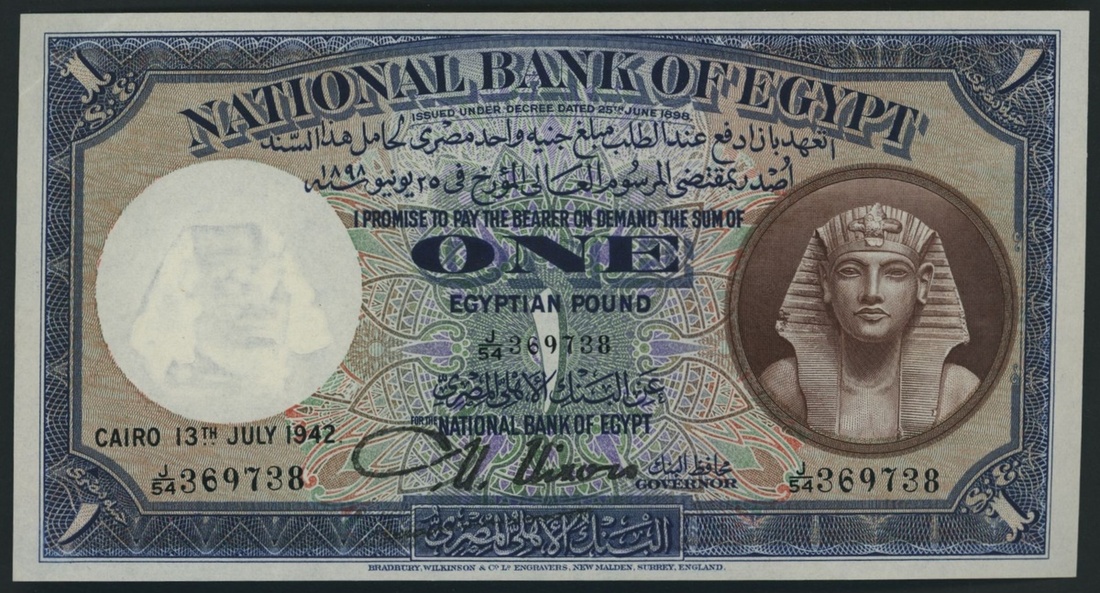 NATIONAL BANK OF EGYPT
ISSUED UNDER DECREE DATED 25TH JUNE 1898.
اتعهد بان ادفع عند الطلب مبلغ جنيه واحد مصرى لحامل هذا السند
أصدر بمقتضى المرسوم العالى المؤرخ فى ٢٥ يونيو سنة ١٨٩٨
I PROMISE TO PAY THE BEARER ON DEMAND THE SUM OF
ONE
EGYPTIAN POUND
١
J/54 369738
عن البنك الاهلى المصرى
FOR THE NATIONAL BANK OF EGYPT
CAIRO 13TH JULY 1942.
محافظ البنك
GOVERNOR
J/54 369738
J/54 369738
البنك الاهلى المصرى
BRADBURY, WILKINSON & Co Ld ENGRAVERS, NEW MALDEN, SURREY, ENGLAND.